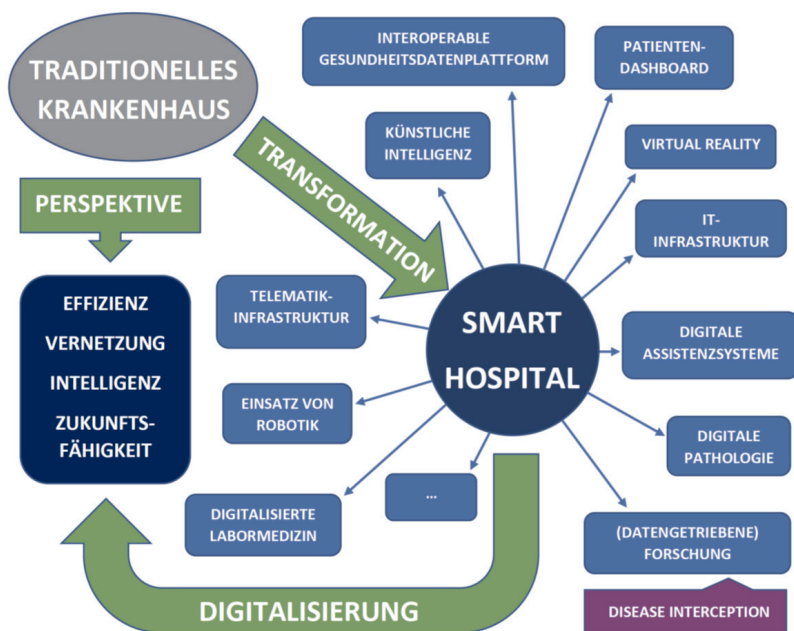 TRADITIONELLES
KRANKENHAUS
INTEROPERABLE
GESUNDHEITSDATENPLATTFORM
PATIENTEN-
DASHBOARD
KÜNSTLICHE
INTELLIGENZ
VIRTUAL REALITY
TRANSFORMATION
PERSPEKTIVE
IT-
INFRASTRUKTUR
EFFIZIENZ
VERNETZUNG
INTELLIGENZ
ZUKUNFTS-
FÄHIGKEIT
TELEMATIK-
INFRASTRUKTUR
SMART
HOSPITAL
DIGITALE
ASSISTENZSYSTEME
EINSATZ VON
ROBOTIK
DIGITALE
PATHOLOGIE
DIGITALISIERTE
LABORMEDIZIN
...
(DATENGETRIEBENE)
FORSCHUNG
DIGITALISIERUNG
DISEASE INTERCEPTION